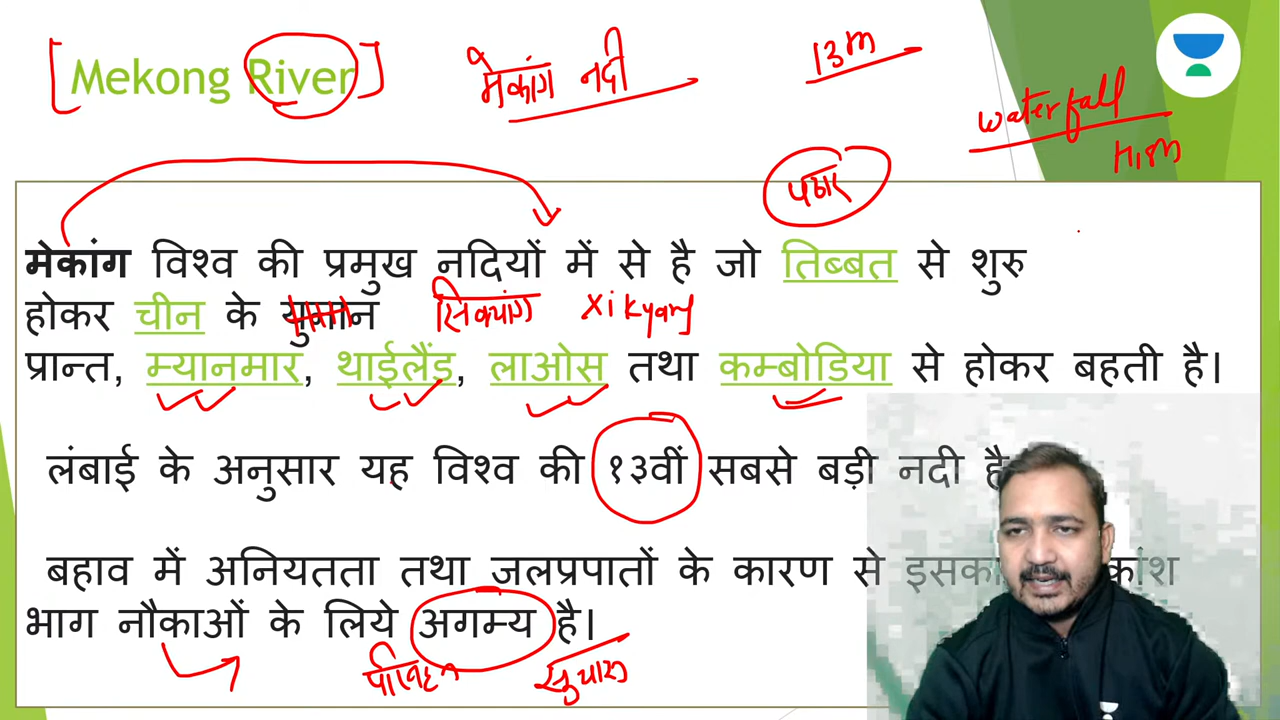 [Mekong River]
मेकांग नदी
13 m
waterfall
पठार
मेकांग विश्व की प्रमुख नदियों में से है जो तिब्बत से शुरु
होकर चीन के युनान
सिक्यांग Xikyang
प्रान्त, म्यानमार, थाईलैंड, लाओस तथा कम्बोडिया से होकर बहती है।
लंबाई के अनुसार यह विश्व की १३वीं सबसे बड़ी नदी है
बहाव में अनियतता तथा जलप्रपातों के कारण से इसका
भाग नौकाओं के लिये अगम्य है।